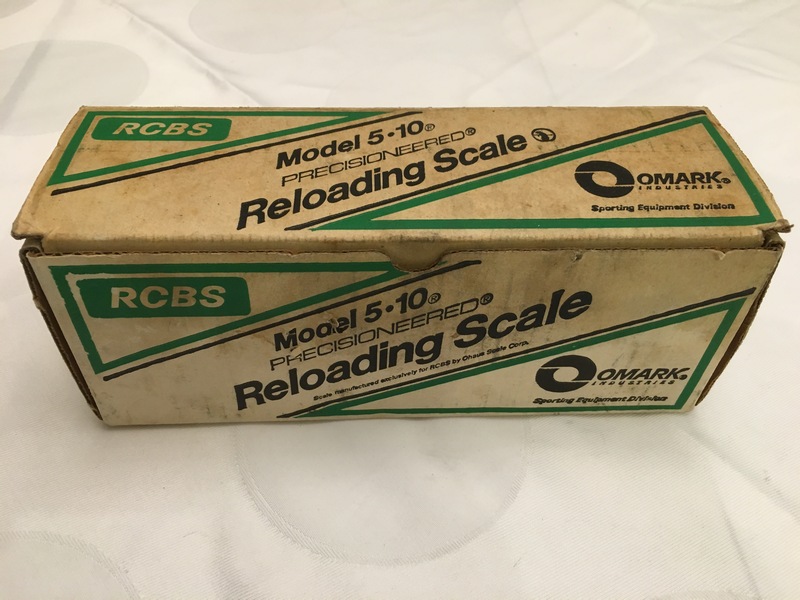 RCBS
Model 5•10®
PRECISIONEERED®
Reloading Scale
OMARK®
INDUSTRIES
Sporting Equipment Division
RCBS
Model 5•10®
PRECISIONEERED®
Reloading Scale
Scale manufactured exclusively for RCBS by Ohaus Scale Corp.
OMARK®
INDUSTRIES
Sporting Equipment Division